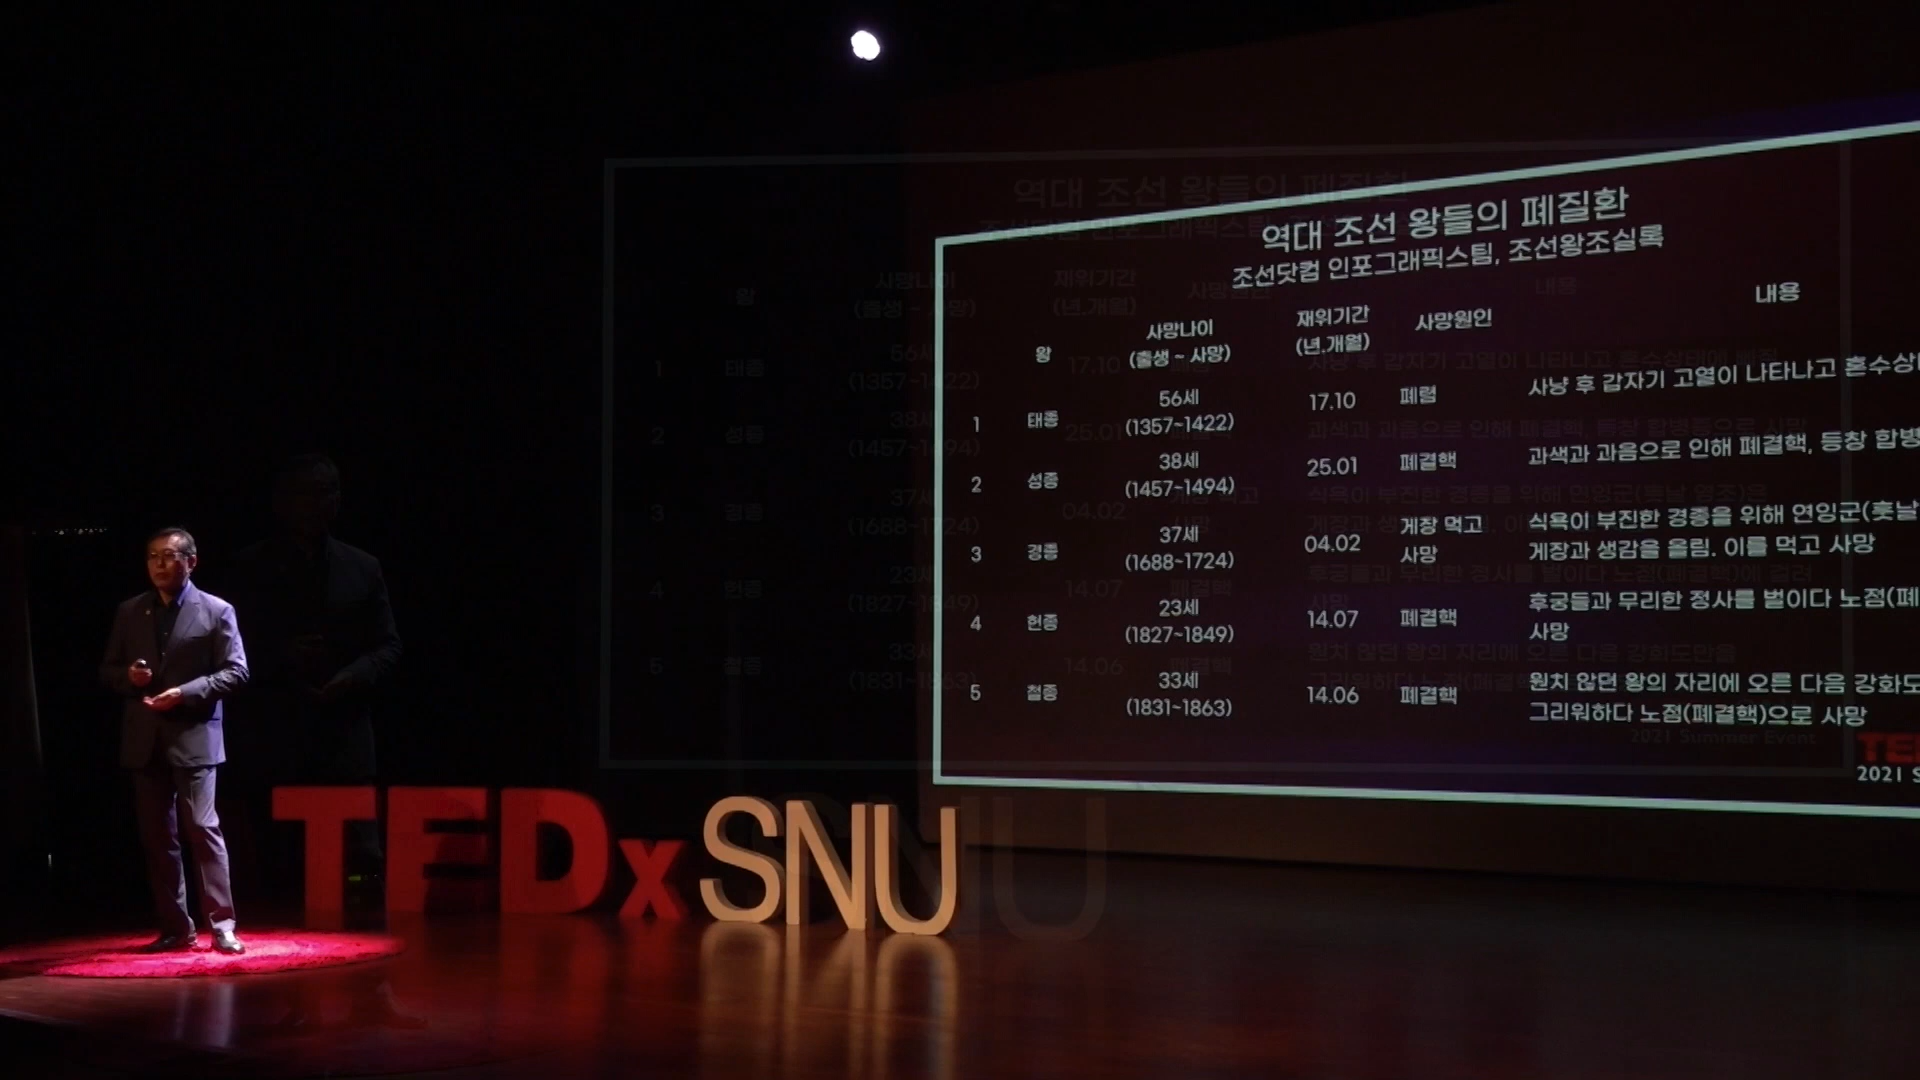 역대 조선 왕들의 폐질환
조선닷컴 인포그래픽스팀, 조선왕조실록
왕 사망나이 (출생 ~ 사망) 재위기간 (년.개월) 사망원인 내용
1 태종 56세 (1357~1422) 17.10 폐렴 사냥 후 갑자기 고열이 나타나고 혼수상
2 성종 38세 (1457~1494) 25.01 폐결핵 과색과 과음으로 인해 폐결핵, 등창 합병
3 경종 37세 (1688~1724) 04.02 게장 먹고 사망 식욕이 부진한 경종을 위해 연잉군(훗날
게장과 생감을 올림. 이를 먹고 사망
4 헌종 23세 (1827~1849) 14.07 폐결핵 후궁들과 무리한 정사를 벌이다 노점(폐
사망
5 철종 33세 (1831~1863) 14.06 폐결핵 원치 않던 왕의 자리에 오른 다음 강화도
그리워하다 노점(폐결핵)으로 사망
TED
2021 S
TEDxSNU